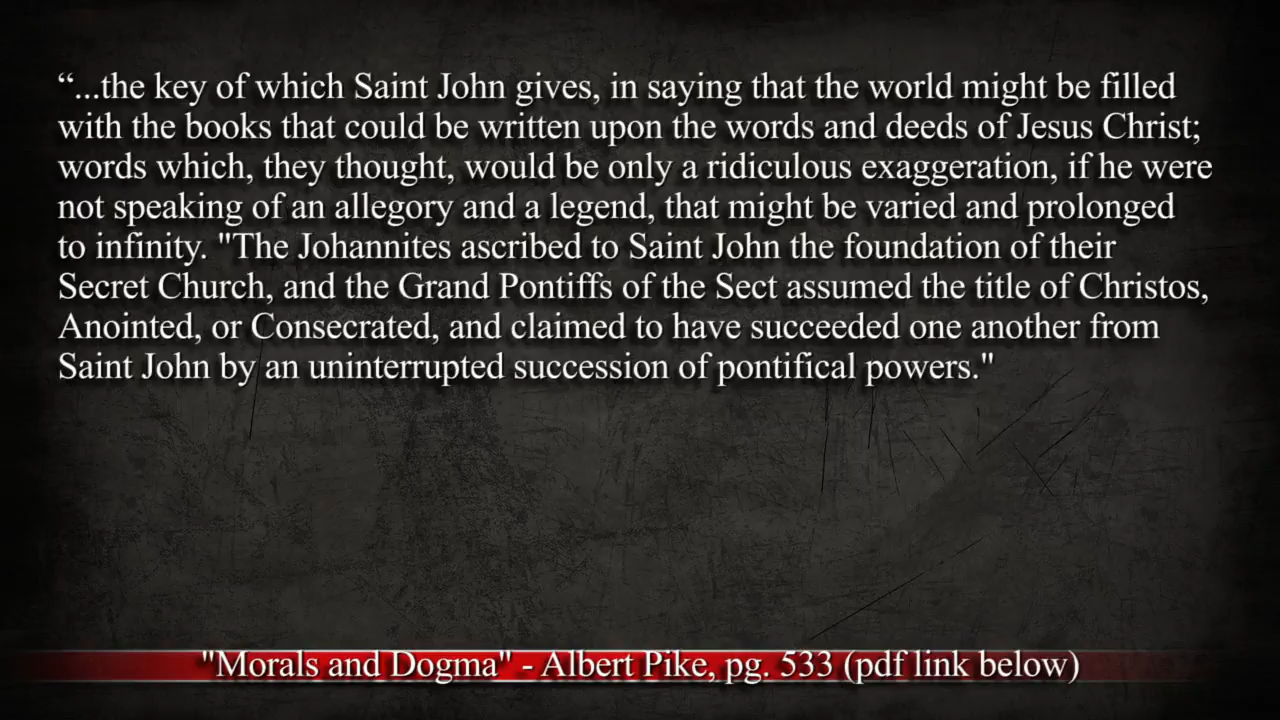 “...the key of which Saint John gives, in saying that the world might be filled
with the books that could be written upon the words and deeds of Jesus Christ;
words which, they thought, would be only a ridiculous exaggeration, if he were
not speaking of an allegory and a legend, that might be varied and prolonged
to infinity. "The Johannites ascribed to Saint John the foundation of their
Secret Church, and the Grand Pontiffs of the Sect assumed the title of Christos,
Anointed, or Consecrated, and claimed to have succeeded one another from
Saint John by an uninterrupted succession of pontifical powers."
"Morals and Dogma" - Albert Pike, pg. 533 (pdf link below)